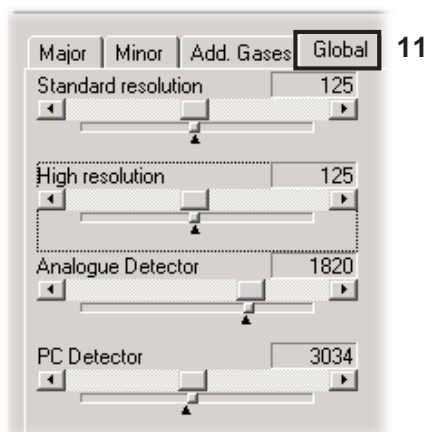 Major Minor Add. Gases Global 11
Standard resolution 125
High resolution 125
Analogue Detector 1820
PC Detector 3034